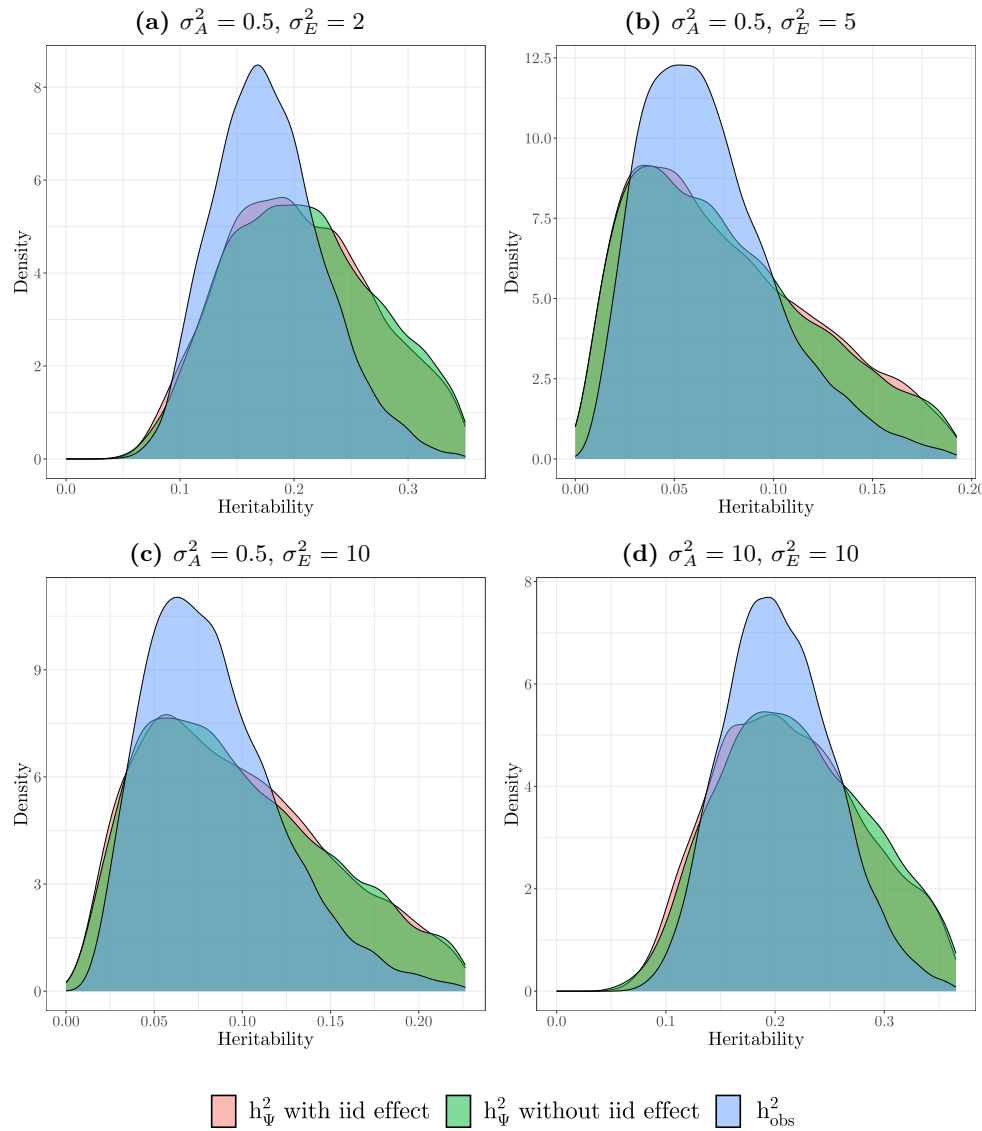 (a) σ²_A = 0.5, σ²_E = 2
Density
8
6
4
2
0
0.0 0.1 0.2 0.3
Heritability
(b) σ²_A = 0.5, σ²_E = 5
Density
12.5
10.0
7.5
5.0
2.5
0.0
0.00 0.05 0.10 0.15 0.20
Heritability
(c) σ²_A = 0.5, σ²_E = 10
Density
9
6
3
0
0.00 0.05 0.10 0.15 0.20
Heritability
(d) σ²_A = 10, σ²_E = 10
Density
8
6
4
2
0
0.0 0.1 0.2 0.3
Heritability
h²_Ψ with iid effect h²_Ψ without iid effect h²_obs